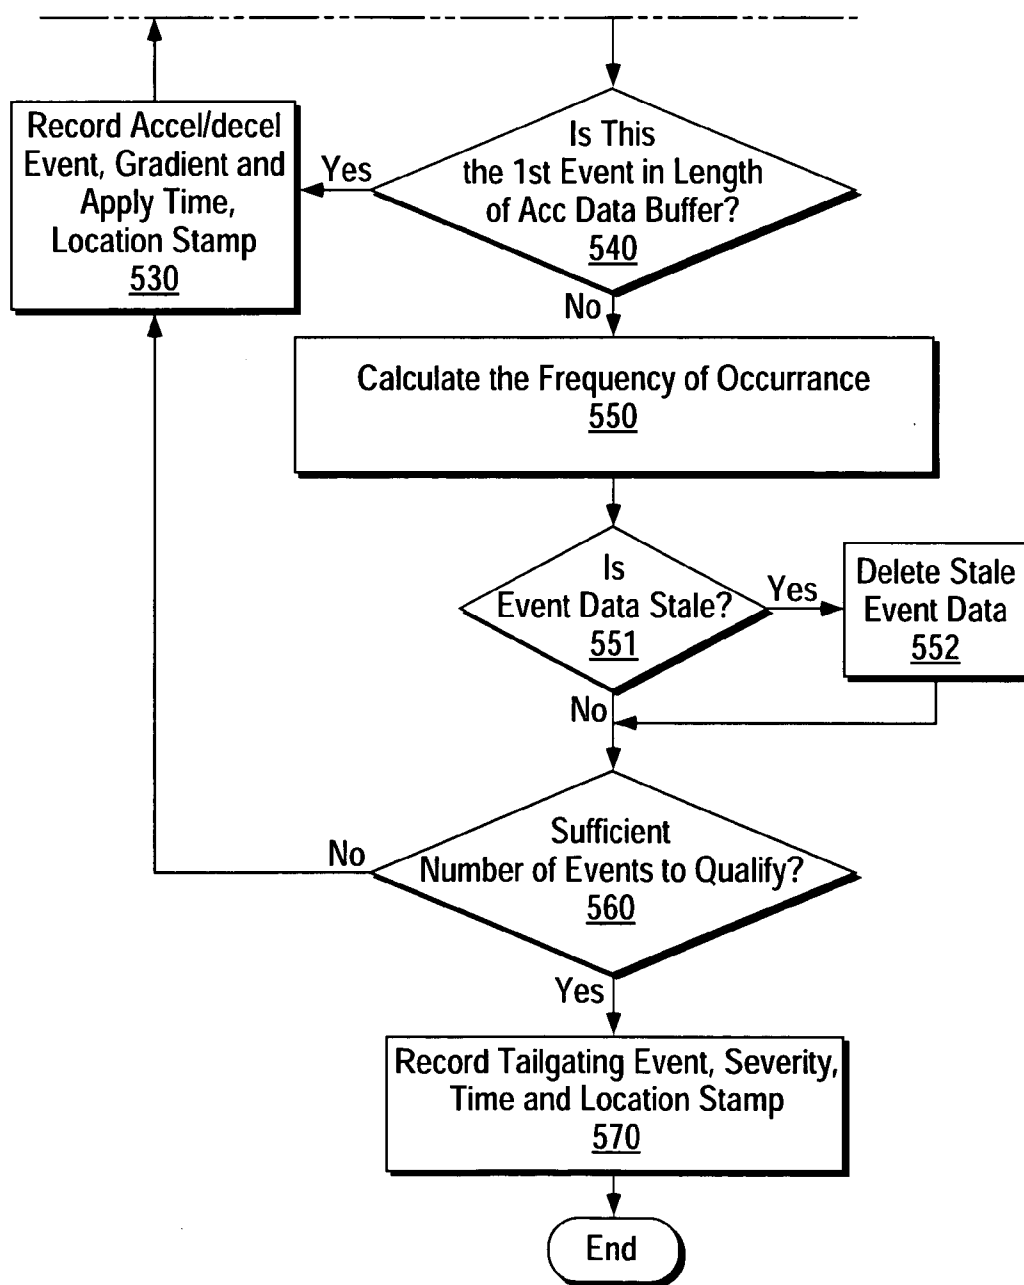 Record Accel/decel
Event, Gradient and
Apply Time,
Location Stamp
530
Yes
Is This
the 1st Event in Length
of Acc Data Buffer?
540
No
Calculate the Frequency of Occurrance
550
Is
Event Data Stale?
551
Yes
Delete Stale
Event Data
552
No
Sufficient
Number of Events to Qualify?
560
No
Yes
Record Tailgating Event, Severity,
Time and Location Stamp
570
End